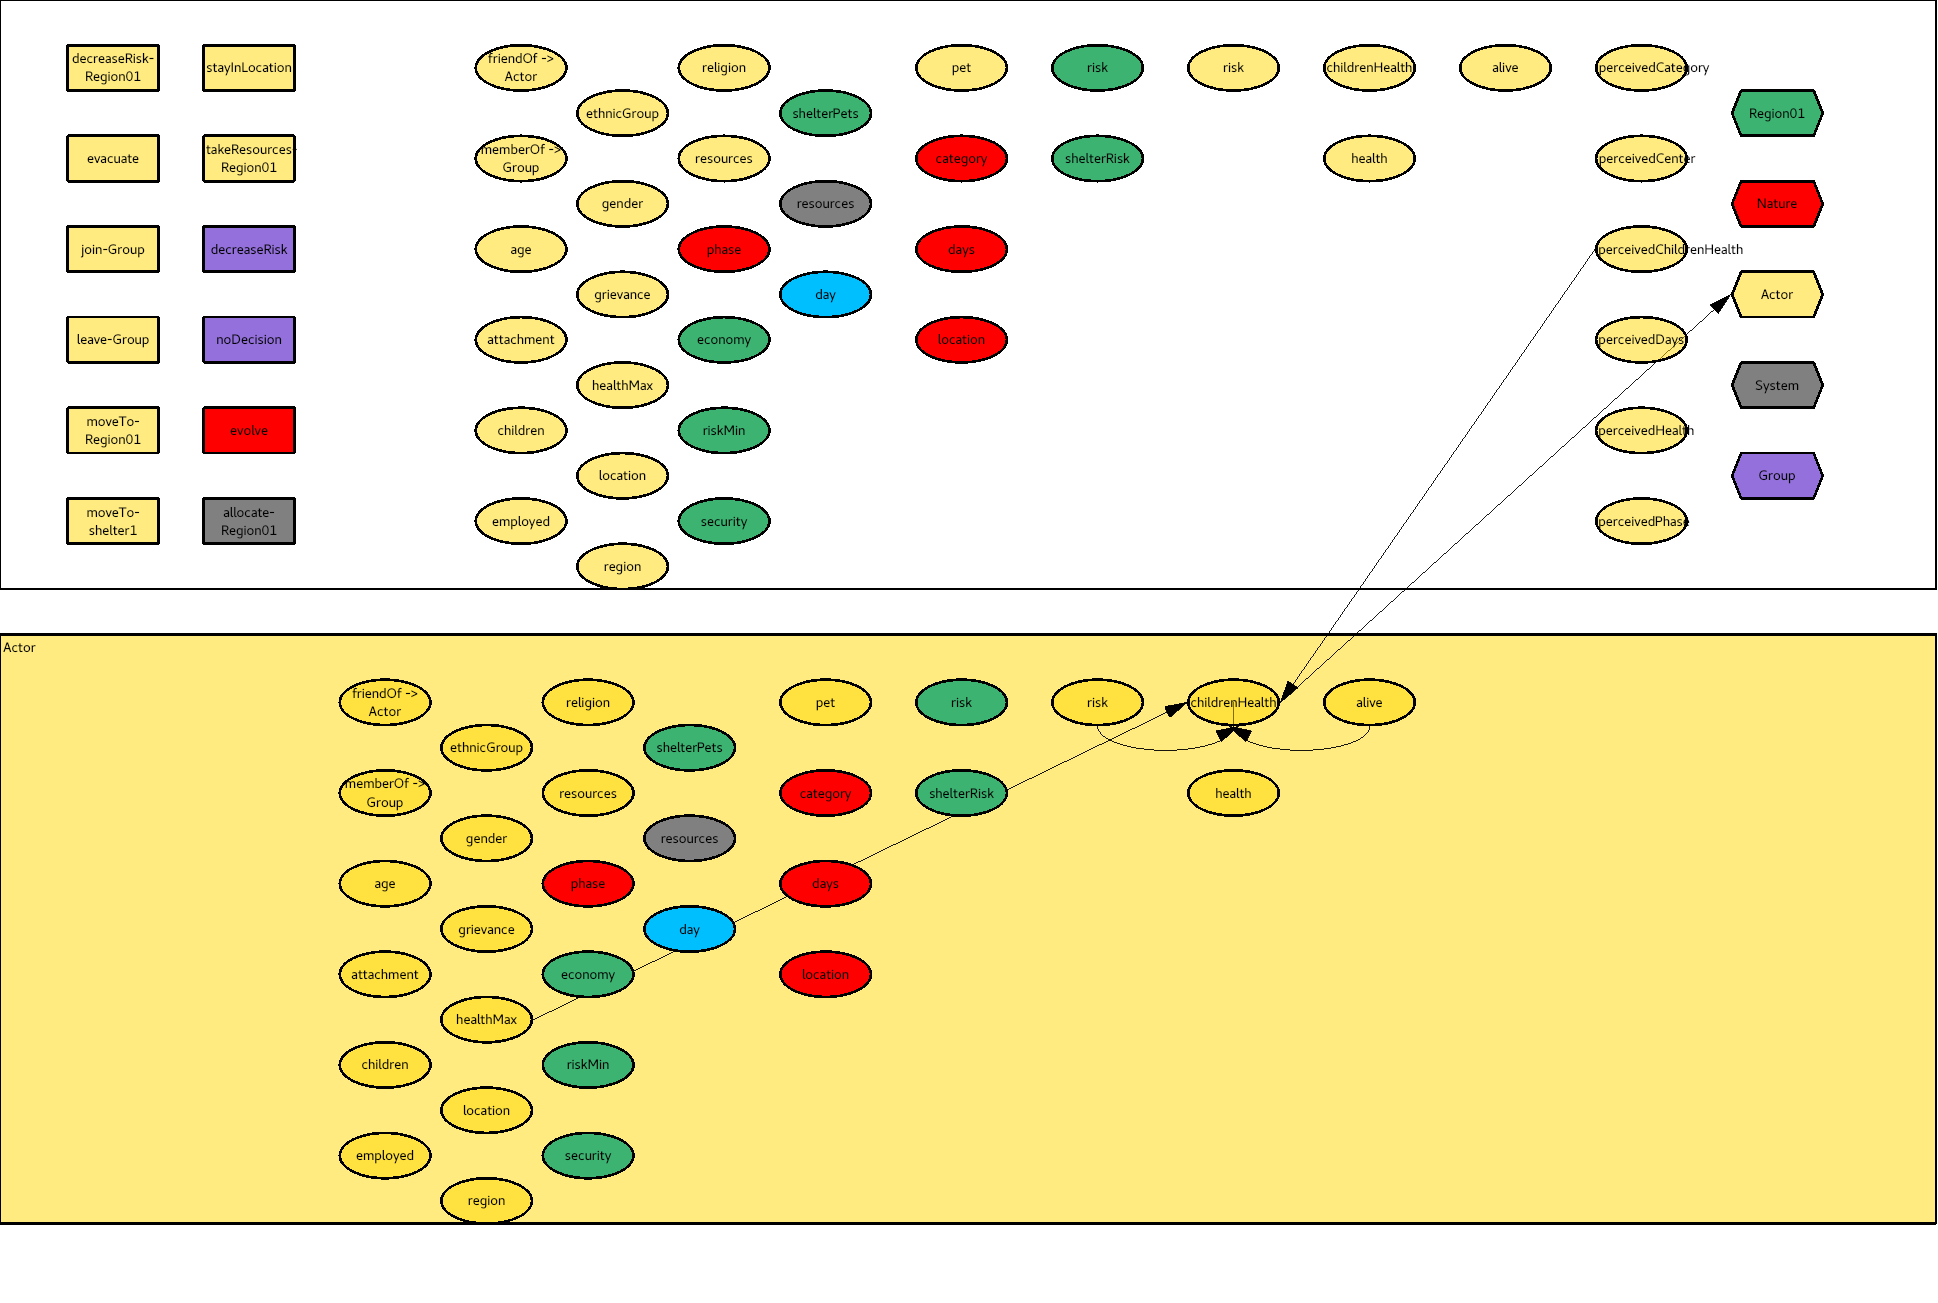 decreaseRisk-
Region01
stayInLocation
friendOf ->
Actor
religion
pet
risk
risk
childrenHealth
alive
perceivedCategory
ethnicGroup
shelterPets
Region01
evacuate
takeResources-
Region01
memberOf ->
Group
resources
category
shelterRisk
health
perceivedCenter
gender
resources
Nature
join-Group
decreaseRisk
age
phase
days
perceivedChildrenHealth
grievance
day
Actor
leave-Group
noDecision
attachment
economy
location
perceivedDays
healthMax
System
moveTo-
Region01
evolve
children
riskMin
perceivedHealth
location
Group
moveTo-
shelter1
allocate-
Region01
employed
security
perceivedPhase
region
Actor
friendOf ->
Actor
religion
pet
risk
risk
childrenHealth
alive
ethnicGroup
shelterPets
memberOf ->
Group
resources
category
shelterRisk
health
gender
resources
age
phase
days
grievance
day
attachment
economy
location
healthMax
children
riskMin
location
employed
security
region